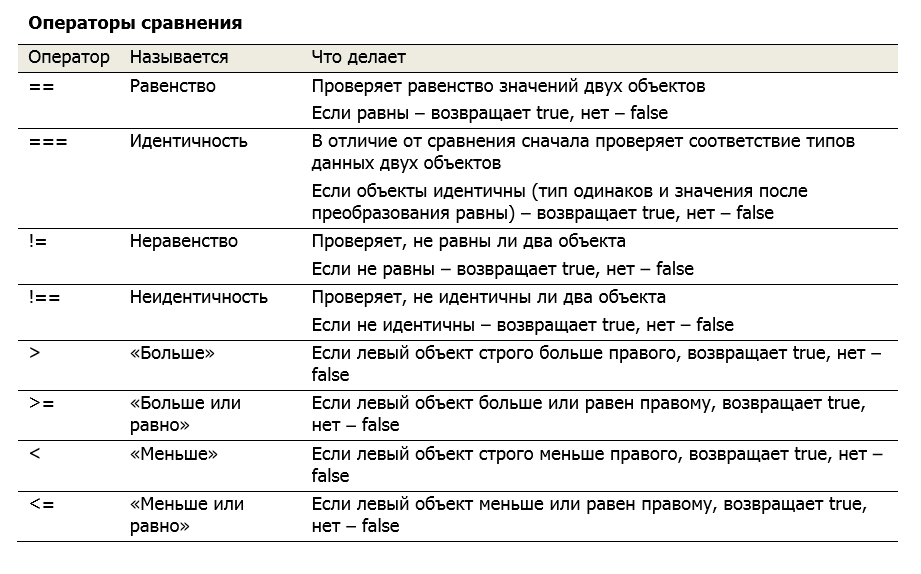 Операторы сравнения
Оператор Называется Что делает
== Равенство Проверяет равенство значений двух объектов
Если равны – возвращает true, нет – false
=== Идентичность В отличие от сравнения сначала проверяет соответствие типов
данных двух объектов
Если объекты идентичны (тип одинаков и значения после
преобразования равны) – возвращает true, нет – false
!= Неравенство Проверяет, не равны ли два объекта
Если не равны – возвращает true, нет – false
!== Неидентичность Проверяет, не идентичны ли два объекта
Если не идентичны – возвращает true, нет – false
> «Больше» Если левый объект строго больше правого, возвращает true, нет –
false
>= «Больше или Если левый объект больше или равен правому, возвращает true,
равно» нет – false
< «Меньше» Если левый объект строго меньше правого, возвращает true, нет –
false
<= «Меньше или Если левый объект меньше или равен правому, возвращает true,
равно» нет – false